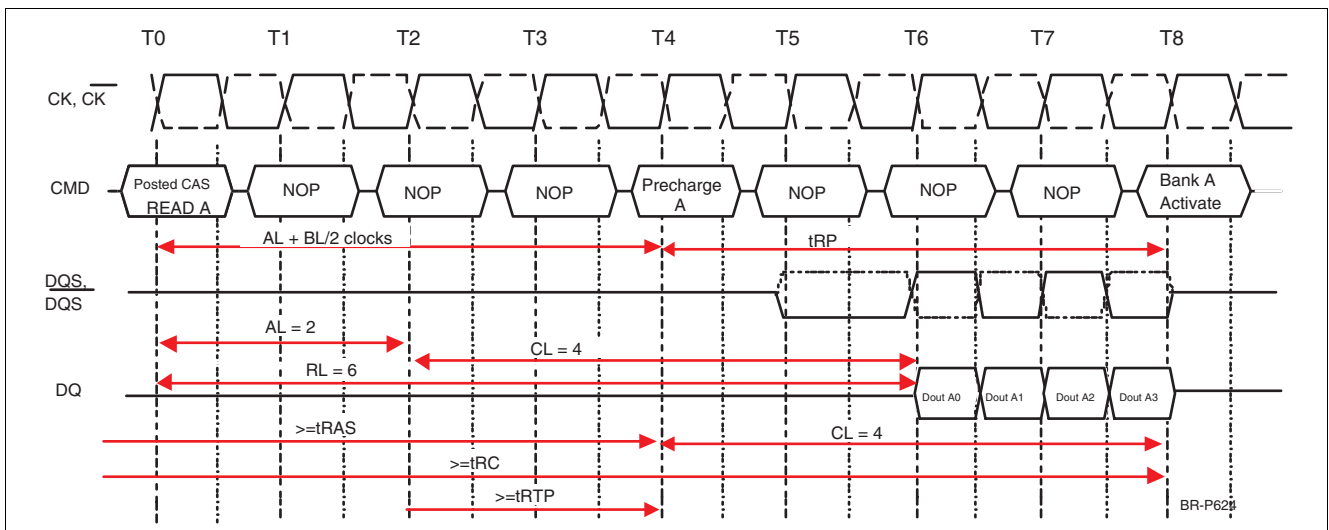 T0 T1 T2 T3 T4 T5 T6 T7 T8
CK, CK
CMD
Posted CAS
READ A
NOP
NOP
NOP
Precharge
A
NOP
NOP
NOP
Bank A
Activate
AL + BL/2 clocks
tRP
DQS,
DQS
AL = 2
CL = 4
RL = 6
DQ
Dout A0
Dout A1
Dout A2
Dout A3
>=tRAS
CL = 4
>=tRC
>=tRTP
BR-P624